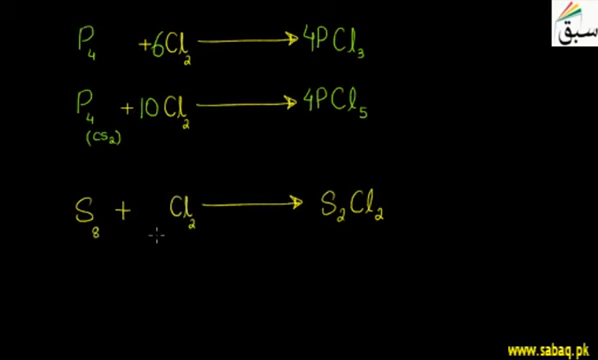 سبق
P₄ +6Cl₂ → 4PCl₃
P₄ +10Cl₂ → 4PCl₅
(CS₂)
S₈ + Cl₂ → S₂Cl₂
www.sabaq.pk